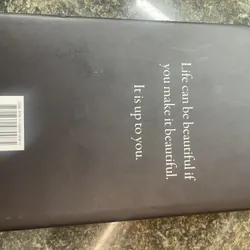 Life can be beautiful if
you make it beautiful.
It is up to you.